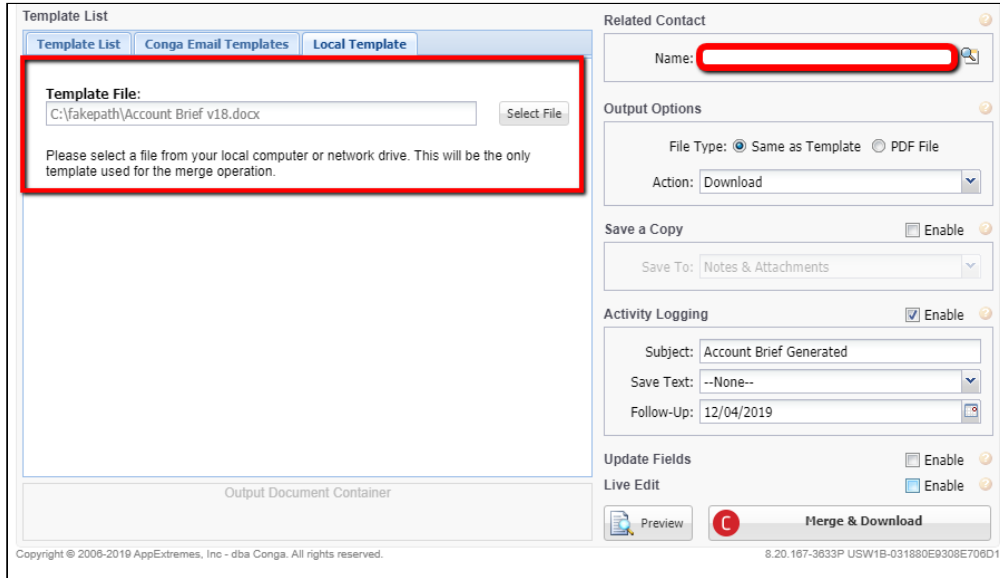 Template List
Template List
Conga Email Templates
Local Template
Template File:
C:\fakepath\Account Brief v18.docx
Select File
Please select a file from your local computer or network drive. This will be the only
template used for the merge operation.
Output Document Container
Related Contact
Name:
Output Options
File Type: Same as Template PDF File
Action: Download
Save a Copy Enable
Save To: Notes & Attachments
Activity Logging Enable
Subject: Account Brief Generated
Save Text: --None--
Follow-Up: 12/04/2019
Update Fields Enable
Live Edit Enable
Preview
C Merge & Download
Copyright © 2006-2019 AppExtremes, Inc - dba Conga. All rights reserved.
8.20.167-3633P USW1B-031880E9308E706D1